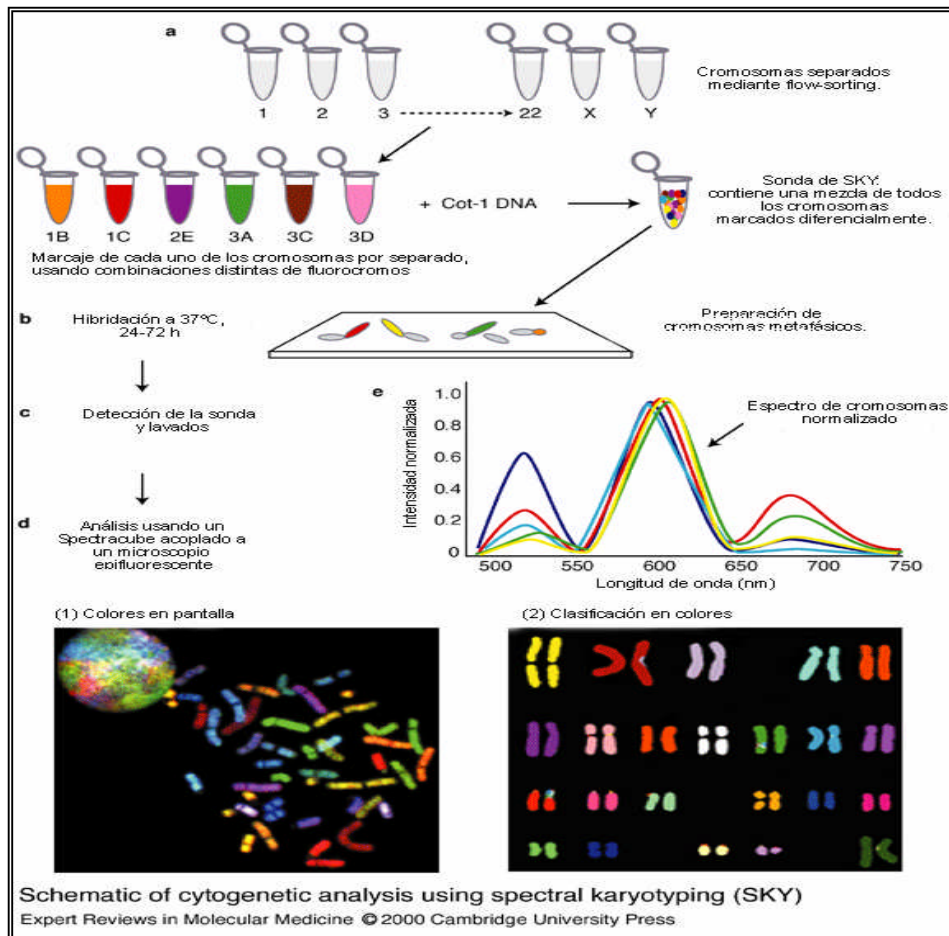 a
Cromosomas separados
mediante flow-sorting.
1 2 3 22 X Y
Sonda de SKY:
contiene una mezcla de todos
los cromosomas
marcados diferencialmente.
+ Cot-1 DNA
1B 1C 2E 3A 3C 3D
Marcaje de cada uno de los cromosomas por separado,
usando combinaciones distintas de fluorocromos
b
Hibridación a 37ºC,
24-72 h
Preparación de
cromosomas metafásicos.
c
Detección de la sonda
y lavados
d
Análisis usando un
Spectracube acoplado a
un microscopio
epifluorescente
e
Intensidad normalizada
1.0
0.8
0.6
0.4
0.2
0
Espectro de cromosomas
normalizado
500 550 600 650 700 750
Longitud de onda (nm)
(1) Colores en pantalla
(2) Clasificación en colores
Schematic of cytogenetic analysis using spectral karyotyping (SKY)
Expert Reviews in Molecular Medicine © 2000 Cambridge University Press